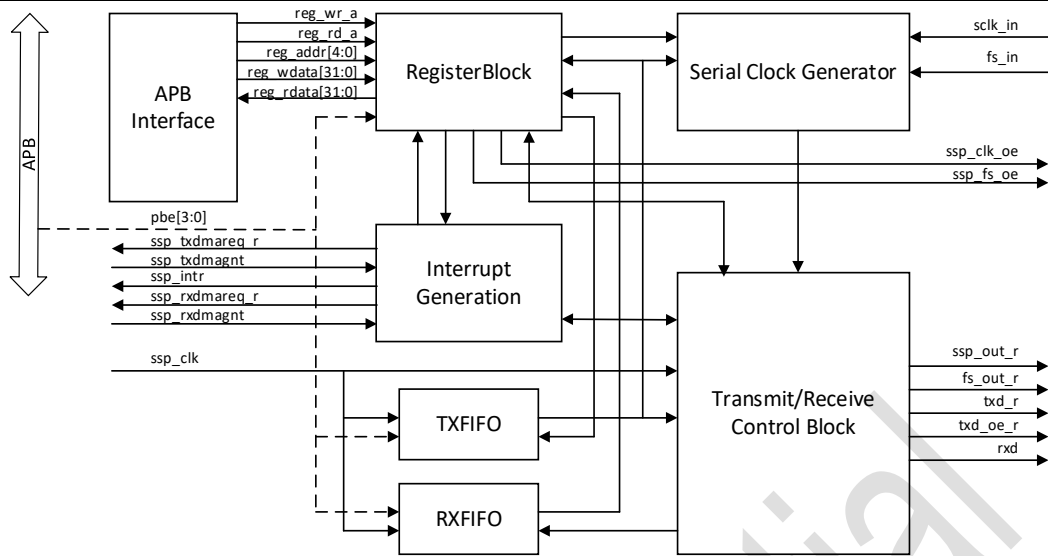 reg_wr_a
reg_rd_a
reg_addr[4:0]
reg_wdata[31:0]
reg_rdata[31:0]
APB
Interface
RegisterBlock
Serial Clock Generator
sclk_in
fs_in
APB
ssp_clk_oe
ssp_fs_oe
pbe[3:0]
ssp_txdmareq_r
ssp_txdmagnt
ssp_intr
ssp_rxdmareq_r
ssp_rxdmagnt
Interrupt
Generation
ssp_clk
TXFIFO
RXFIFO
Transmit/Receive
Control Block
ssp_out_r
fs_out_r
txd_r
txd_oe_r
rxd